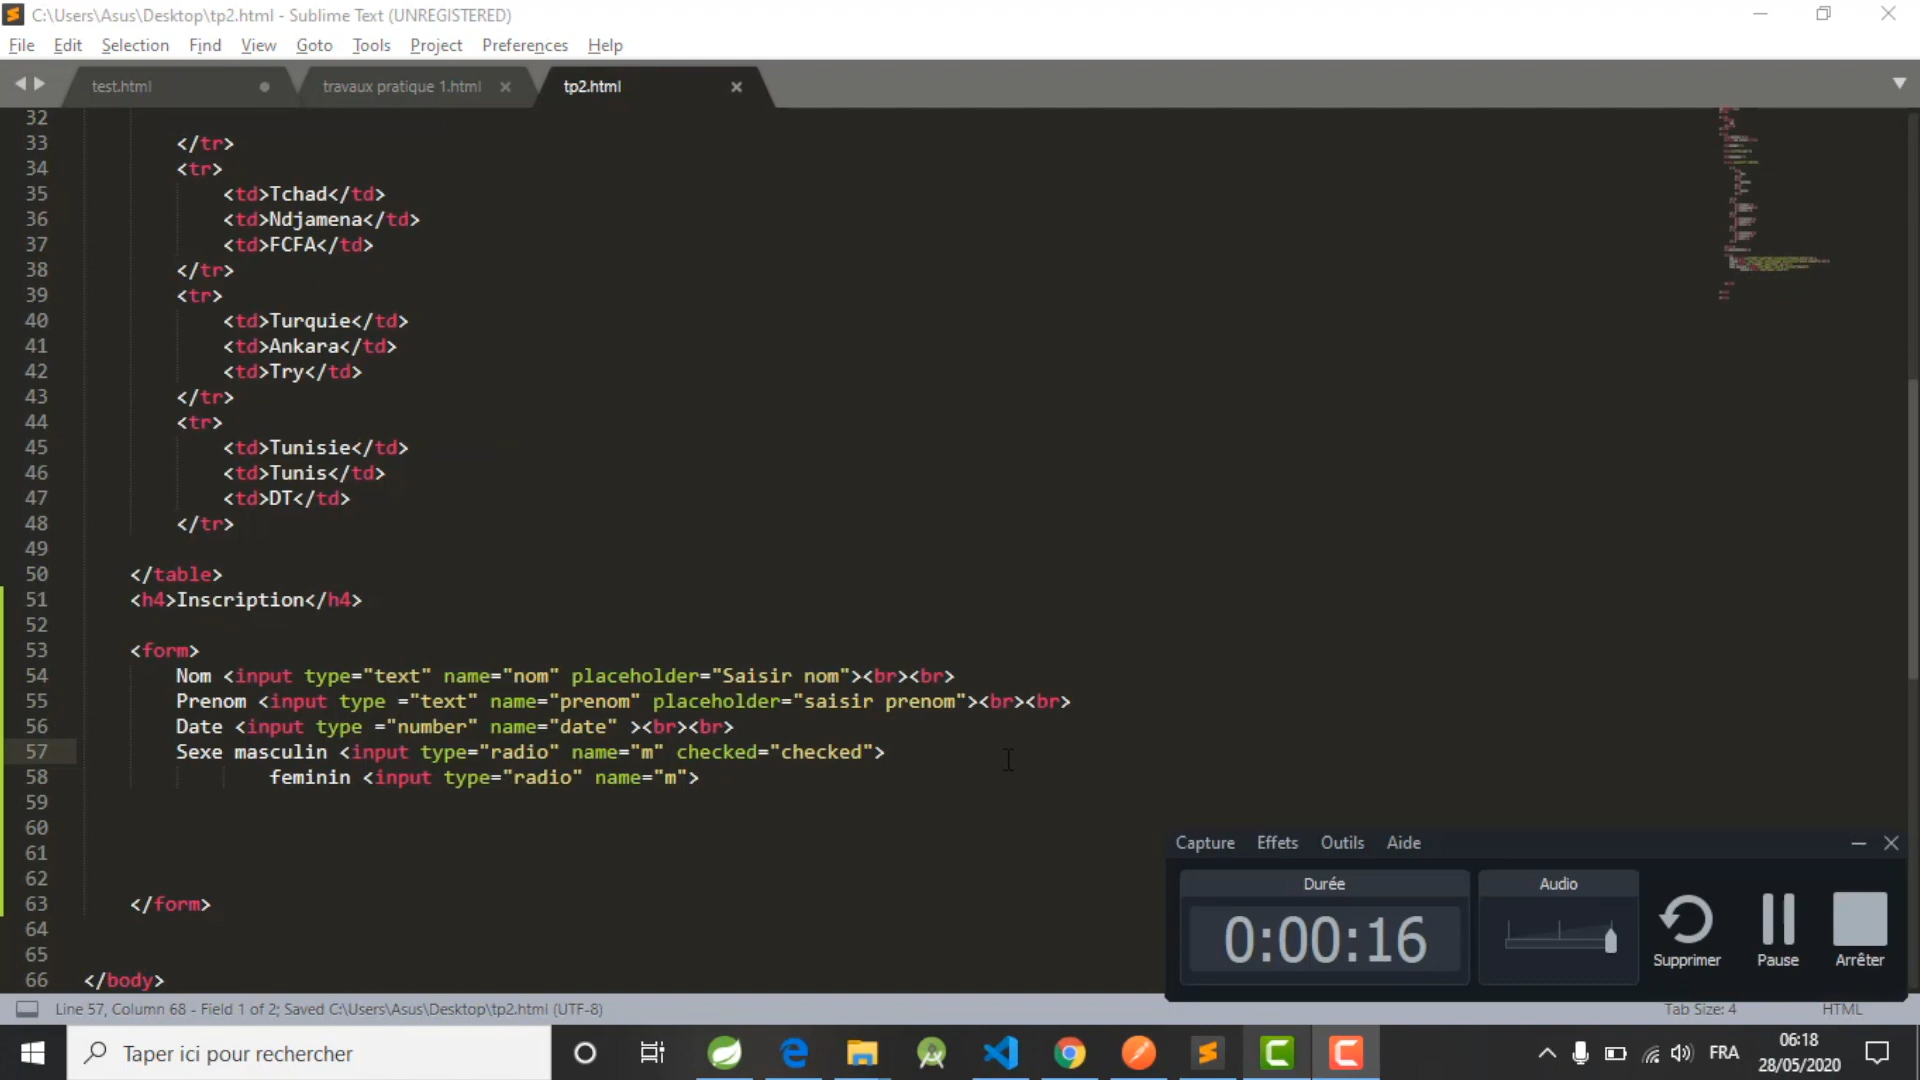 C:\Users\Asus\Desktop\tp2.html - Sublime Text (UNREGISTERED)
File Edit Selection Find View Goto Tools Project Preferences Help
test.html travaux pratique 1.html tp2.html
32
33 </tr>
34 <tr>
35 <td>Tchad</td>
36 <td>Ndjamena</td>
37 <td>FCFA</td>
38 </tr>
39 <tr>
40 <td>Turquie</td>
41 <td>Ankara</td>
42 <td>Try</td>
43 </tr>
44 <tr>
45 <td>Tunisie</td>
46 <td>Tunis</td>
47 <td>DT</td>
48 </tr>
49
50 </table>
51 <h4>Inscription</h4>
52
53 <form>
54 Nom <input type="text" name="nom" placeholder="Saisir nom"><br><br>
55 Prenom <input type ="text" name="prenom" placeholder="saisir prenom"><br><br>
56 Date <input type ="number" name="date" ><br><br>
57 Sexe masculin <input type="radio" name="m" checked="checked">
58 feminin <input type="radio" name="m">
59
60
61
62
63 </form>
64
65
66 </body>
Capture Effets Outils Aide
Durée Audio
0:00:16
Supprimer Pause Arrêter
Line 57, Column 68 - Field 1 of 2; Saved C:\Users\Asus\Desktop\tp2.html (UTF-8) Tab Size: 4 HTML
Taper ici pour rechercher
FRA 06:18
28/05/2020